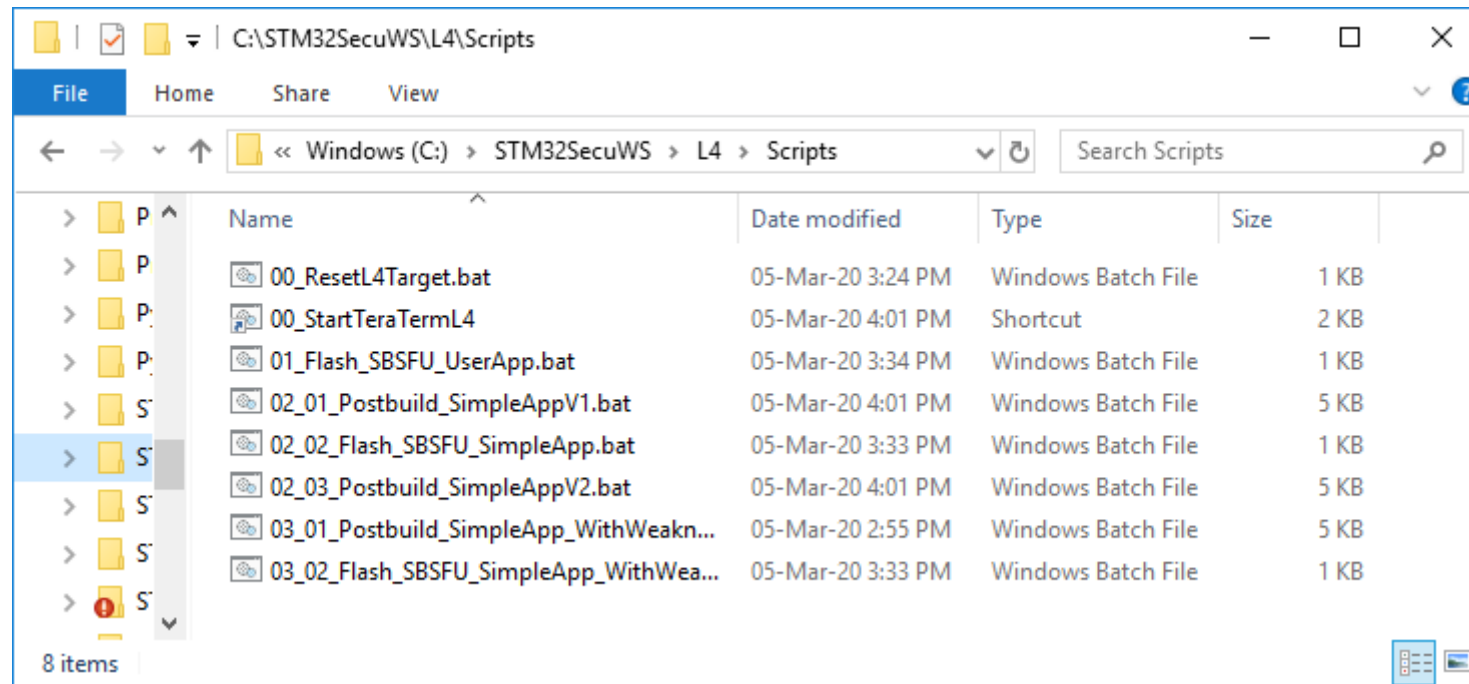 C:\STM32SecuWS\L4\Scripts
File Home Share View
« Windows (C:) > STM32SecuWS > L4 > Scripts Search Scripts
Name Date modified Type Size
P
P
P
P
S
S
S
S
S
00_ResetL4Target.bat 05-Mar-20 3:24 PM Windows Batch File 1 KB
00_StartTeraTermL4 05-Mar-20 4:01 PM Shortcut 2 KB
01_Flash_SBSFU_UserApp.bat 05-Mar-20 3:34 PM Windows Batch File 1 KB
02_01_Postbuild_SimpleAppV1.bat 05-Mar-20 4:01 PM Windows Batch File 5 KB
02_02_Flash_SBSFU_SimpleApp.bat 05-Mar-20 3:33 PM Windows Batch File 1 KB
02_03_Postbuild_SimpleAppV2.bat 05-Mar-20 4:01 PM Windows Batch File 5 KB
03_01_Postbuild_SimpleApp_WithWeakn... 05-Mar-20 2:55 PM Windows Batch File 5 KB
03_02_Flash_SBSFU_SimpleApp_WithWea... 05-Mar-20 3:33 PM Windows Batch File 1 KB
8 items